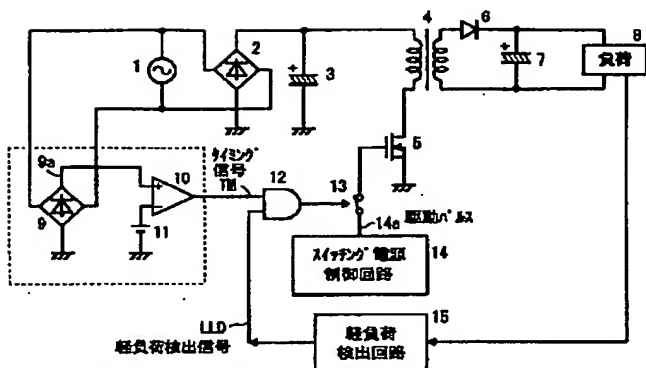 4
6
8
2
負荷
1
3
7
9a
タイミング
信号
TM
12
5
10
13
14a
駆動パルス
9
11
スイッチング電源
制御回路
14
LLD
軽負荷検出信号
15
軽負荷
検出回路